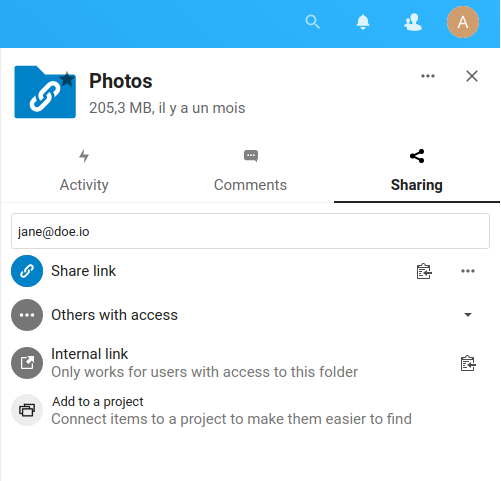 A
Photos
205,3 MB, il y a un mois
Activity
Comments
Sharing
jane@doe.io
Share link
Others with access
Internal link
Only works for users with access to this folder
Add to a project
Connect items to a project to make them easier to find